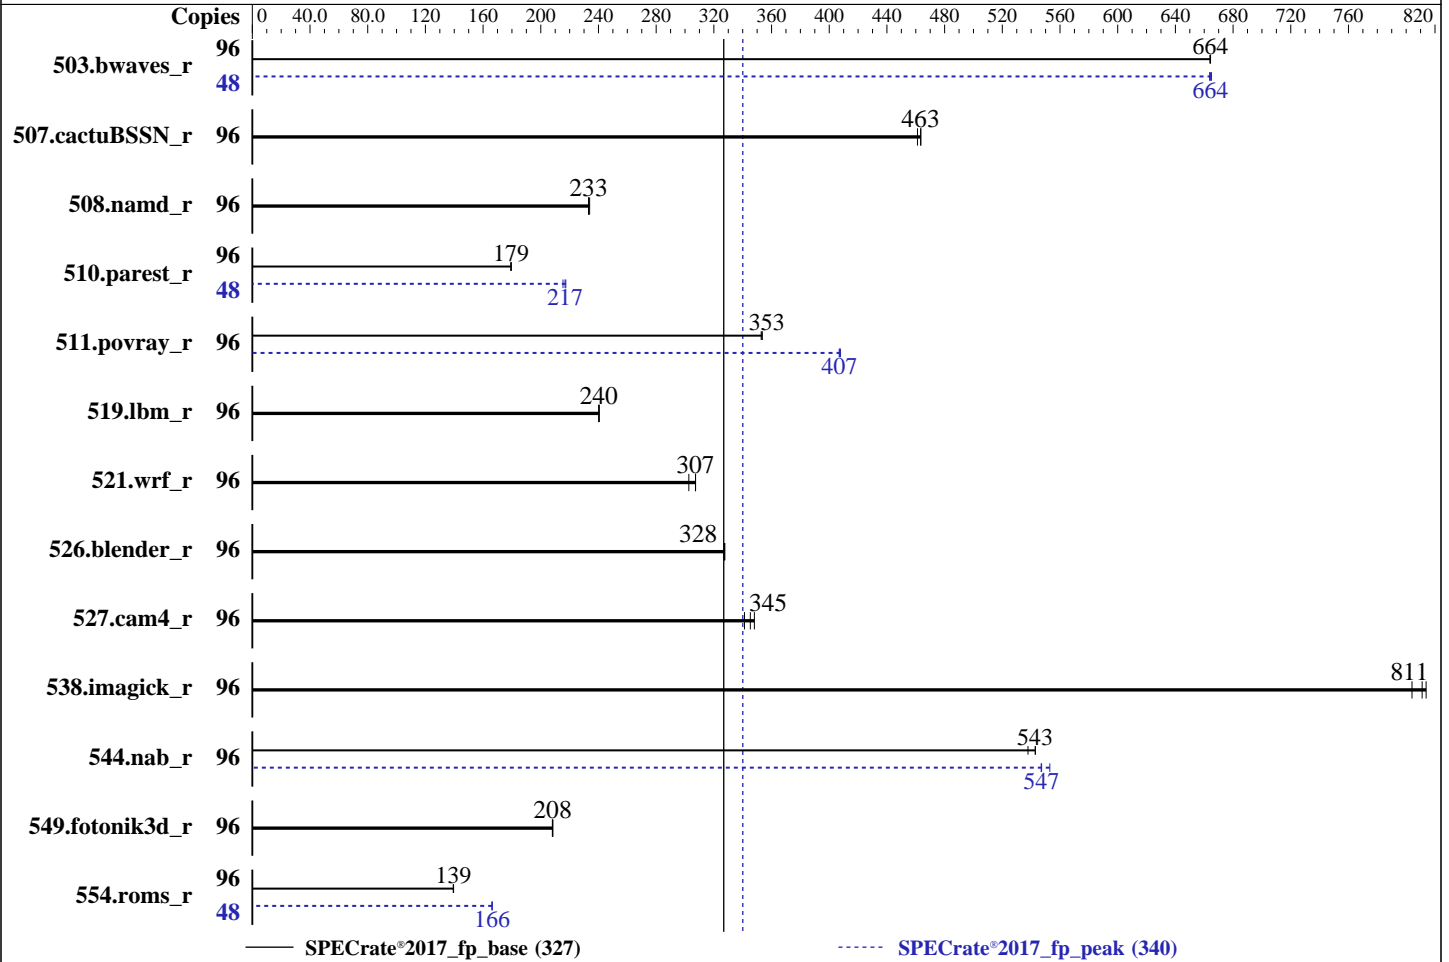 Copies 0 40.0 80.0 120 160 200 240 280 320 360 400 440 480 520 560 600 640 680 720 760 820
503.bwaves_r 96 664
48 664
507.cactuBSSN_r 96 463
508.namd_r 96 233
510.parest_r 96 179
48 217
511.povray_r 96 353
407
519.lbm_r 96 240
521.wrf_r 96 307
526.blender_r 96 328
527.cam4_r 96 345
538.imagick_r 96 811
544.nab_r 96 543
547
549.fotonik3d_r 96 208
554.roms_r 96 139
48 166
SPECrate®2017_fp_base (327) SPECrate®2017_fp_peak (340)